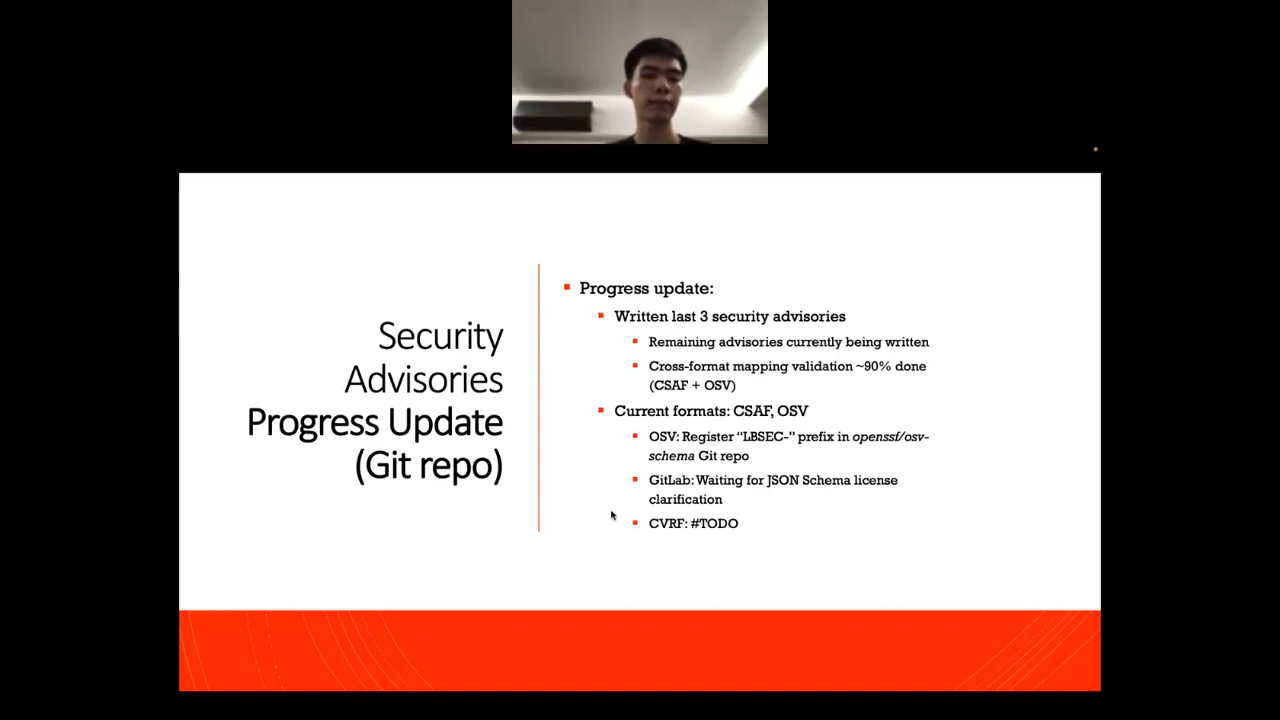 Security
Advisories
Progress Update
(Git repo)
Progress update:
Written last 3 security advisories
Remaining advisories currently being written
Cross-format mapping validation ~90% done
(CSAF + OSV)
Current formats: CSAF, OSV
OSV: Register “LBSEC-” prefix in openssf/osv-
schema Git repo
GitLab: Waiting for JSON Schema license
clarification
CVRF: #TODO